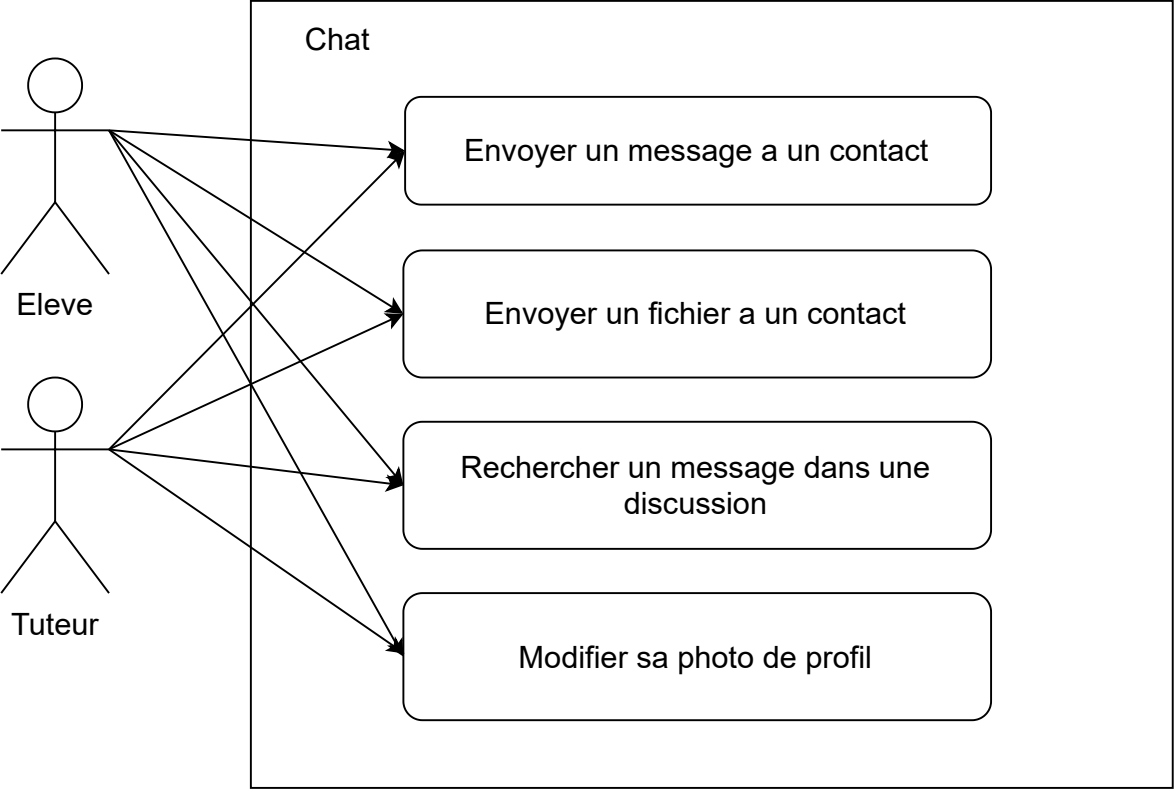 Chat
Envoyer un message a un contact
Eleve
Envoyer un fichier a un contact
Rechercher un message dans une
discussion
Tuteur
Modifier sa photo de profil